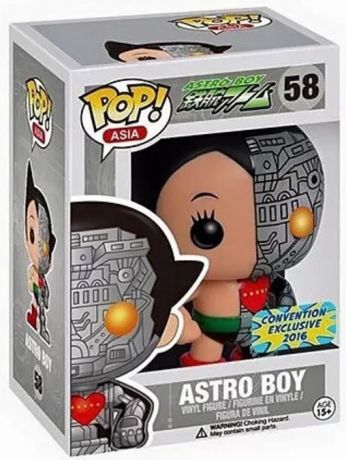 POP!
ASIA
ASTRO BOY
鉄腕アトム
58
POP!
ASIA
CONVENTION
EXCLUSIVE
2016
ASTRO BOY
58
ASTRO BOY
VINYL FIGURE / FIGURINE EN VINYLE /
FIGURA DE VINIL
WARNING! CHOKING HAZARD.
May contain small parts.
AGE
15+